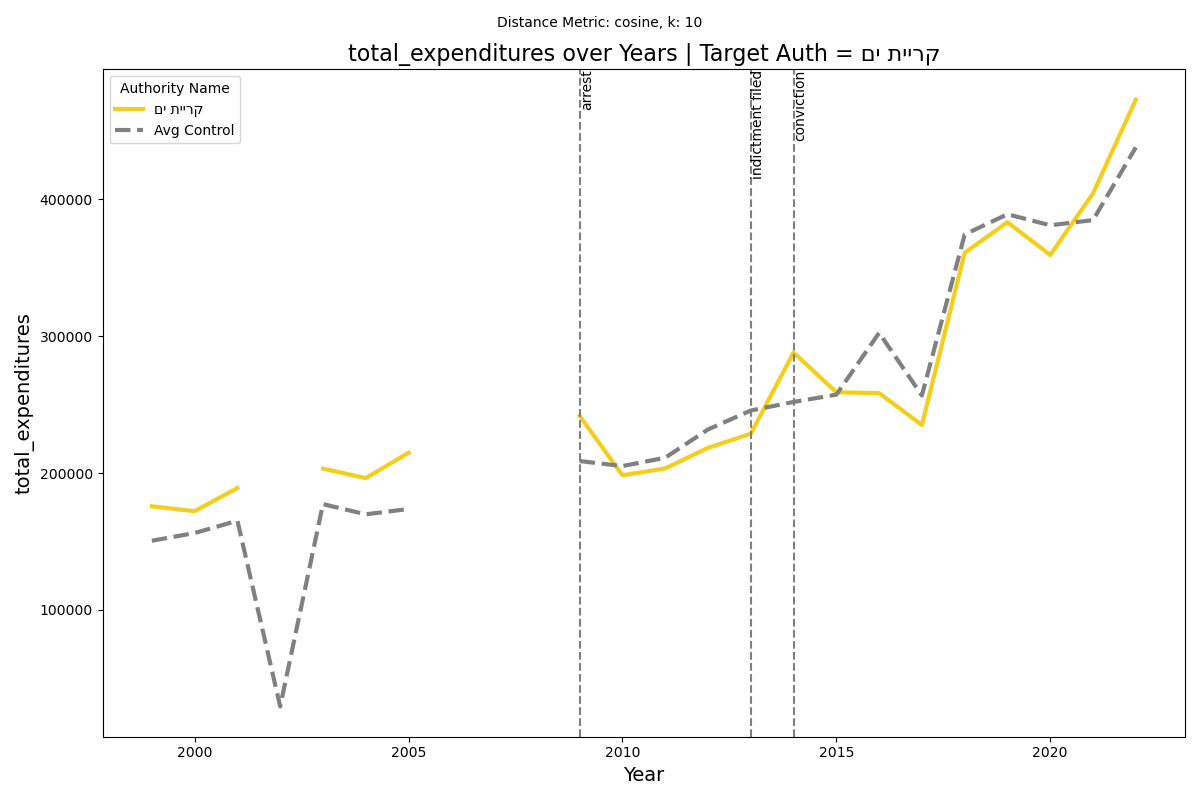 Distance Metric: cosine, k: 10
total_expenditures over Years | Target Auth = קריית ים
Authority Name
קריית ים
Avg Control
arrest
indictment filed
conviction
400000
300000
200000
100000
total_expenditures
2000
2005
2010
2015
2020
Year